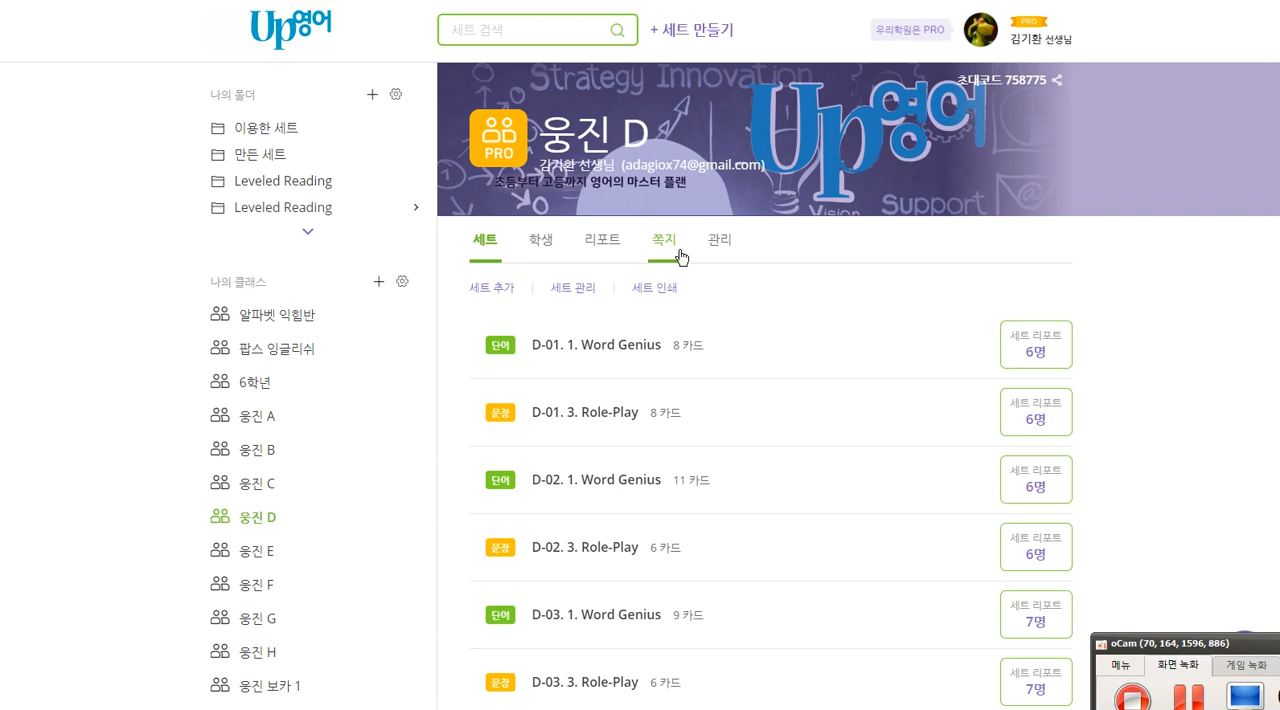 Up영어
세트 검색
+ 세트 만들기
우리학원은 PRO
PRO
김기환 선생님
나의 폴더
이용한 세트
만든 세트
Leveled Reading
Leveled Reading
나의 클래스
알파벳 익힘반
팝스 잉글리쉬
6학년
웅진 A
웅진 B
웅진 C
웅진 D
웅진 E
웅진 F
웅진 G
웅진 H
웅진 보카 1
Strategy Innovation
초대코드 758775
Up영어
PRO
웅진 D
김기환 선생님 (adagiox74@gmail.com)
초등부터 고등까지 영어의 마스터 플랜
Vision
Support
세트 학생 리포트 쪽지 관리
세트 추가 세트 관리 세트 인쇄
단어 D-01. 1. Word Genius 8 카드 세트 리포트
6명
문장 D-01. 3. Role-Play 8 카드 세트 리포트
6명
단어 D-02. 1. Word Genius 11 카드 세트 리포트
6명
문장 D-02. 3. Role-Play 6 카드 세트 리포트
6명
단어 D-03. 1. Word Genius 9 카드 세트 리포트
7명
문장 D-03. 3. Role-Play 6 카드 세트 리포트
7명
oCam (70, 164, 1596, 886)
메뉴 화면 녹화 게임 녹화